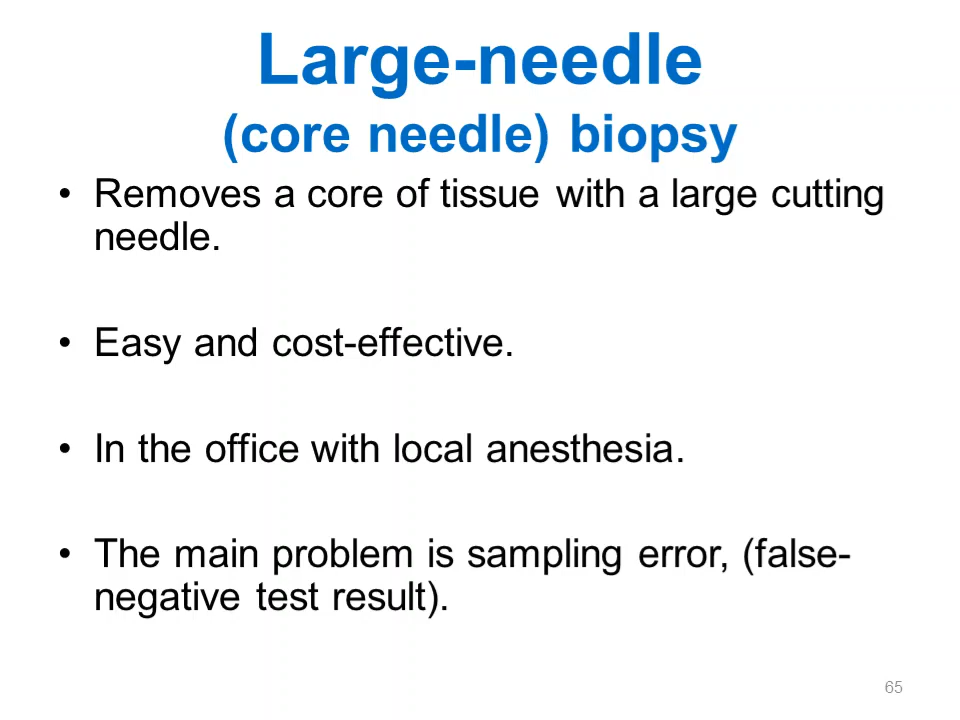 Large-needle
(core needle) biopsy
• Removes a core of tissue with a large cutting
needle.
• Easy and cost-effective.
• In the office with local anesthesia.
• The main problem is sampling error, (false-
negative test result).
65